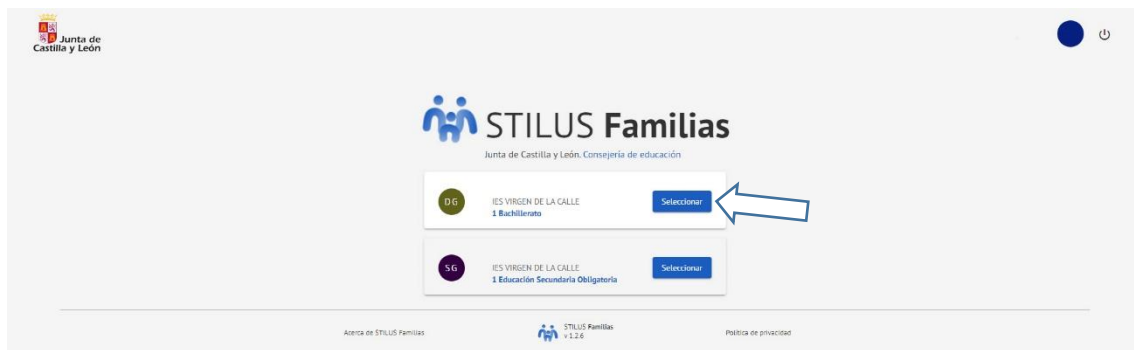 Junta de
Castilla y León
STILUS Familias
Junta de Castilla y León. Consejería de educación
DG
IES VIRGEN DE LA CALLE
1 Bachillerato
Seleccionar
SG
IES VIRGEN DE LA CALLE
1 Educación Secundaria Obligatoria
Seleccionar
Acerca de STILUS Familias
STILUS Familias
v 1.2.6
Política de privacidad